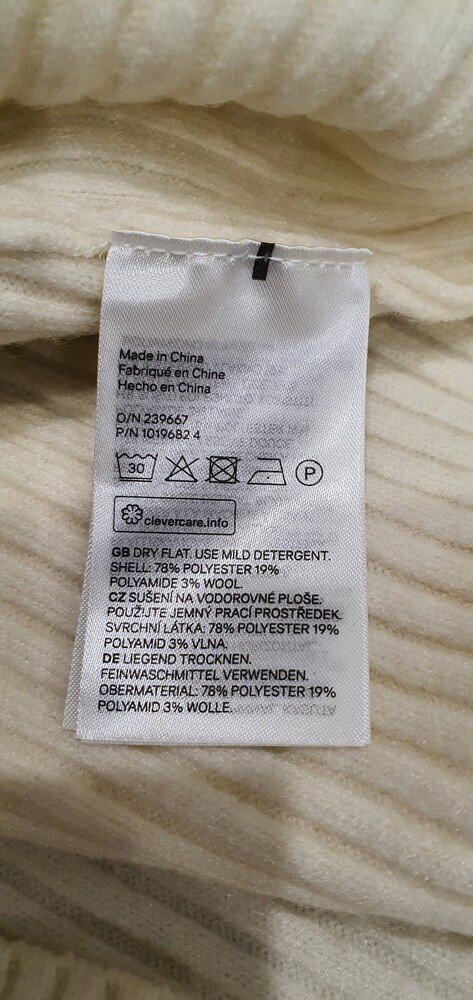 Made in China
Fabriqué en Chine
Hecho en China
O/N 239667
P/N 1019682 4
30 P
clevercare.info
GB DRY FLAT. USE MILD DETERGENT.
SHELL: 78% POLYESTER 19%
POLYAMIDE 3% WOOL.
CZ SUŠENÍ NA VODOROVNÉ PLOŠE.
POUŽIJTE JEMNÝ PRACÍ PROSTŘEDEK.
SVRCHNÍ LÁTKA: 78% POLYESTER 19%
POLYAMID 3% VLNA.
DE LIEGEND TROCKNEN.
FEINWASCHMITTEL VERWENDEN.
OBERMATERIAL: 78% POLYESTER 19%
POLYAMID 3% WOLLE.